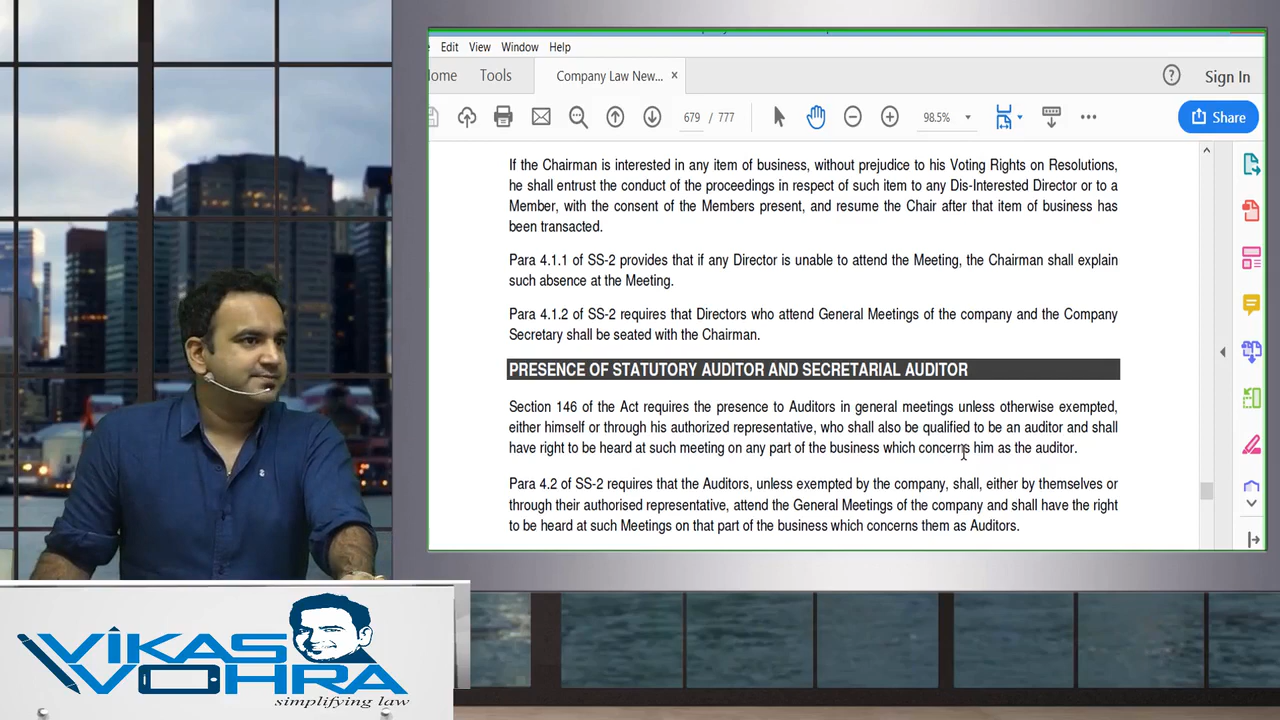 Edit View Window Help
ome Tools Company Law New... × Sign In
679 / 777 98.5% Share
If the Chairman is interested in any item of business, without prejudice to his Voting Rights on Resolutions,
he shall entrust the conduct of the proceedings in respect of such item to any Dis-Interested Director or to a
Member, with the consent of the Members present, and resume the Chair after that item of business has
been transacted.
Para 4.1.1 of SS-2 provides that if any Director is unable to attend the Meeting, the Chairman shall explain
such absence at the Meeting.
Para 4.1.2 of SS-2 requires that Directors who attend General Meetings of the company and the Company
Secretary shall be seated with the Chairman.
PRESENCE OF STATUTORY AUDITOR AND SECRETARIAL AUDITOR
Section 146 of the Act requires the presence to Auditors in general meetings unless otherwise exempted,
either himself or through his authorized representative, who shall also be qualified to be an auditor and shall
have right to be heard at such meeting on any part of the business which concerns him as the auditor.
Para 4.2 of SS-2 requires that the Auditors, unless exempted by the company, shall, either by themselves or
through their authorised representative, attend the General Meetings of the company and shall have the right
to be heard at such Meetings on that part of the business which concerns them as Auditors.
VIKAS
VOHRA
simplifying law